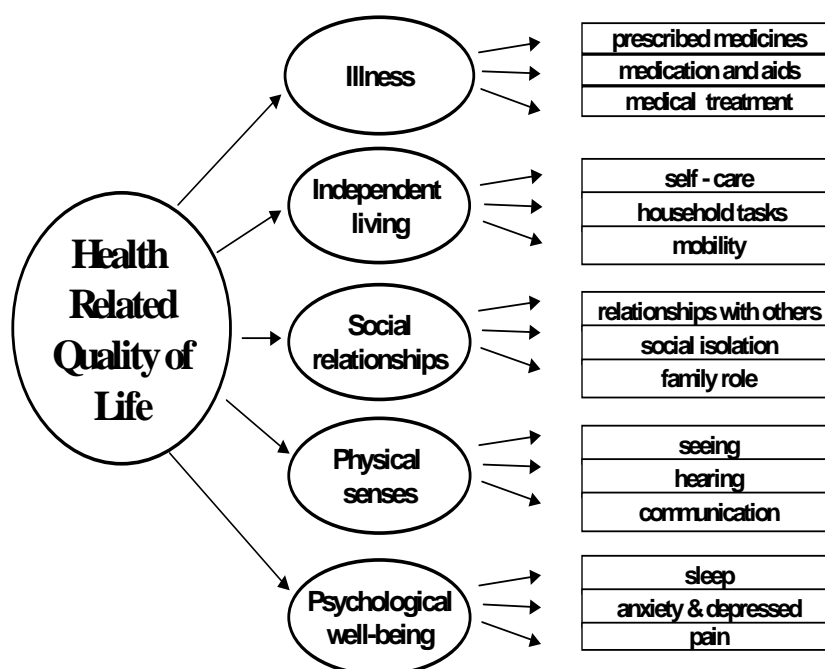 Health
Related
Quality of
Life
Illness
prescribed medicines
medication and aids
medical treatment
Independent
living
self - care
household tasks
mobility
Social
relationships
relationships with others
social isolation
family role
Physical
senses
seeing
hearing
communication
Psychological
well-being
sleep
anxiety & depressed
pain